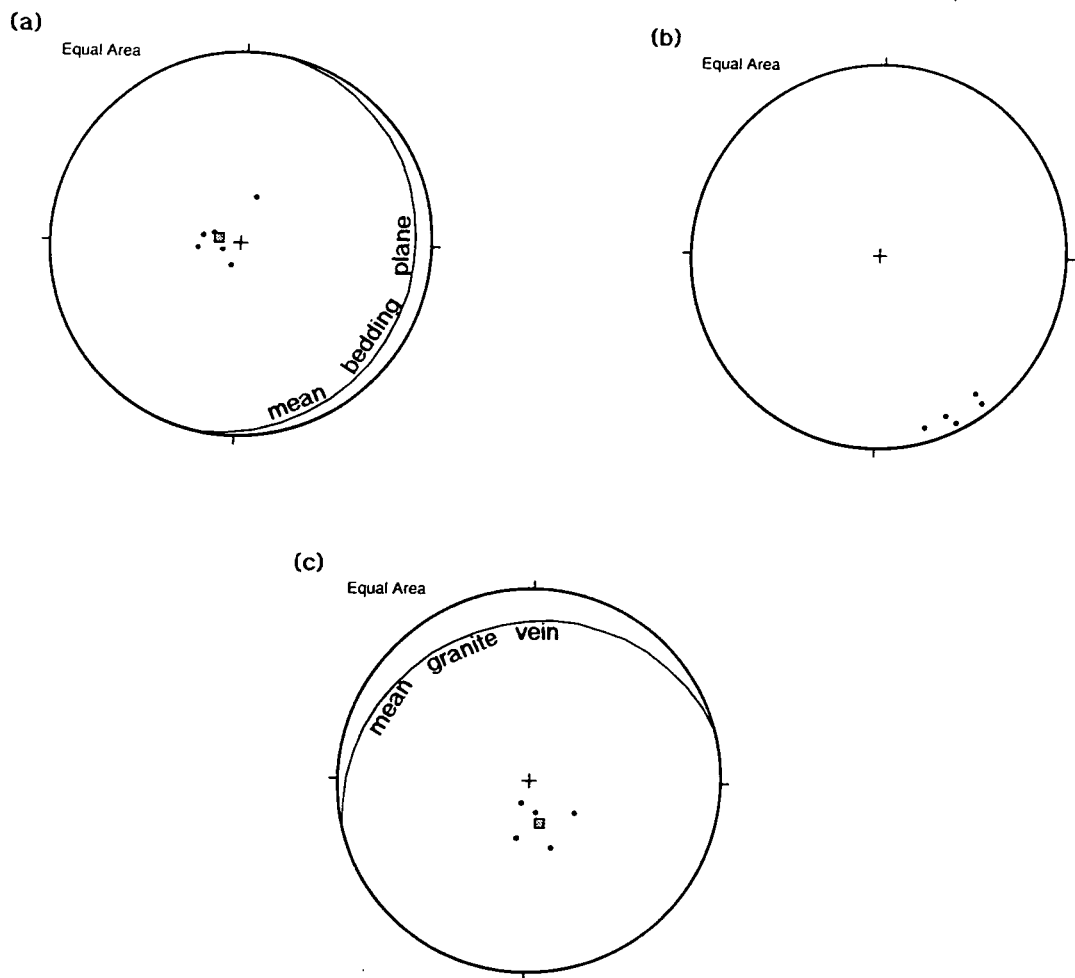 (a)
Equal Area
mean bedding plane
(b)
Equal Area
(c)
Equal Area
mean granite vein